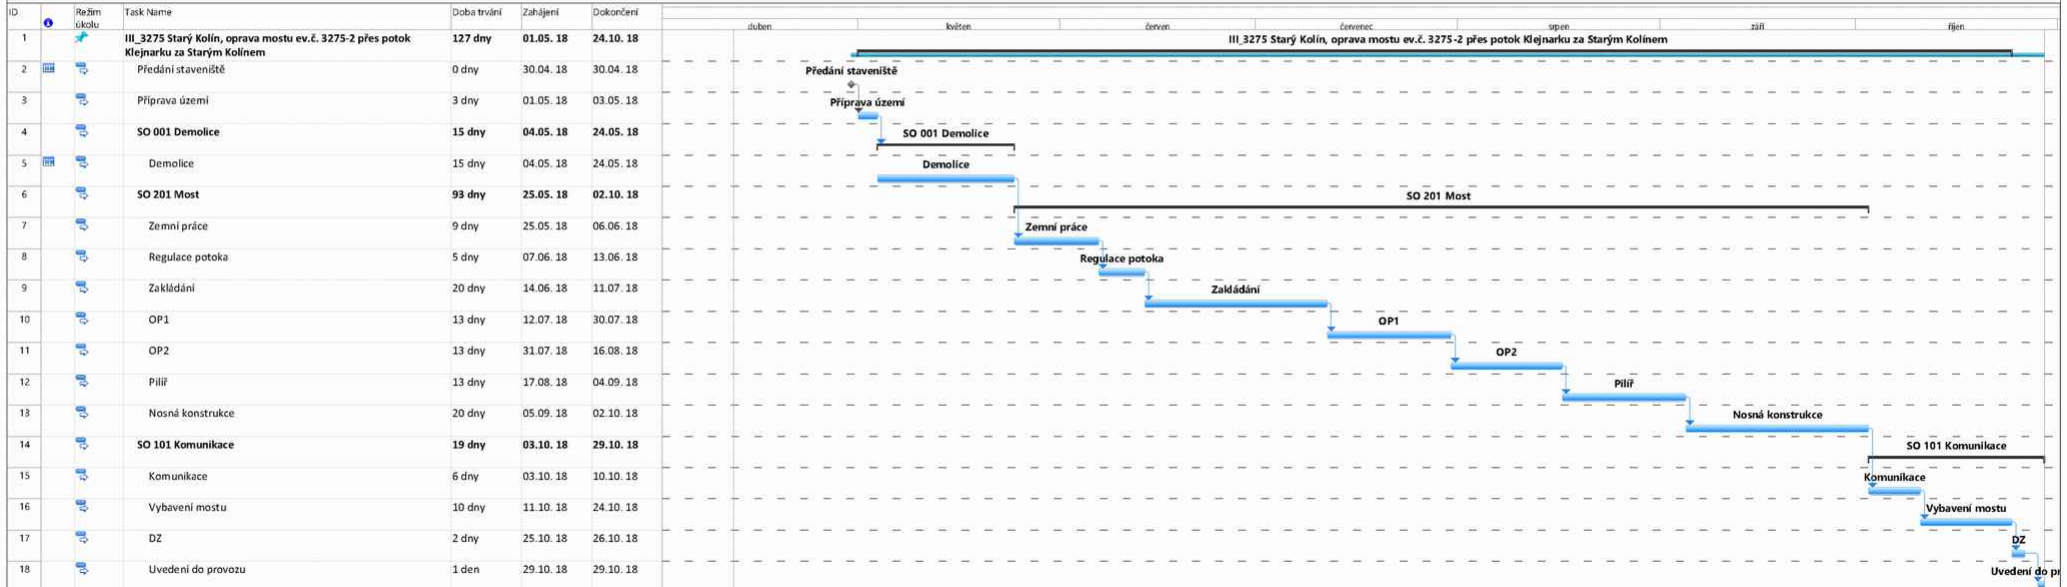 ID Režim úkolu Task Name Doba trvání Zahájení Dokončení
duben květen červen červenec srpen září říjen
1 III_3275 Starý Kolín, oprava mostu ev.č. 3275-2 přes potok Klejnarku za Starým Kolínem 127 dny 01.05. 18 24.10. 18
III_3275 Starý Kolín, oprava mostu ev.č. 3275-2 přes potok Klejnarku za Starým Kolínem
2 Předání staveniště 0 dny 30.04. 18 30.04. 18
Předání staveniště
3 Příprava území 3 dny 01.05. 18 03.05. 18
Příprava území
4 SO 001 Demolice 15 dny 04.05. 18 24.05. 18
SO 001 Demolice
5 Demolice 15 dny 04.05. 18 24.05. 18
Demolice
6 SO 201 Most 93 dny 25.05. 18 02.10. 18
SO 201 Most
7 Zemní práce 9 dny 25.05. 18 06.06. 18
Zemní práce
8 Regulace potoka 5 dny 07.06. 18 13.06. 18
Regulace potoka
9 Zakládání 20 dny 14.06. 18 11.07. 18
Zakládání
10 OP1 13 dny 12.07. 18 30.07. 18
OP1
11 OP2 13 dny 31.07. 18 16.08. 18
OP2
12 Pilíř 13 dny 17.08. 18 04.09. 18
Pilíř
13 Nosná konstrukce 20 dny 05.09. 18 02.10. 18
Nosná konstrukce
14 SO 101 Komunikace 19 dny 03.10. 18 29.10. 18
SO 101 Komunikace
15 Komunikace 6 dny 03.10. 18 10.10. 18
Komunikace
16 Vybavení mostu 10 dny 11.10. 18 24.10. 18
Vybavení mostu
17 DZ 2 dny 25.10. 18 26.10. 18
DZ
18 Uvedení do provozu 1 den 29.10. 18 29.10. 18
Uvedení do pr